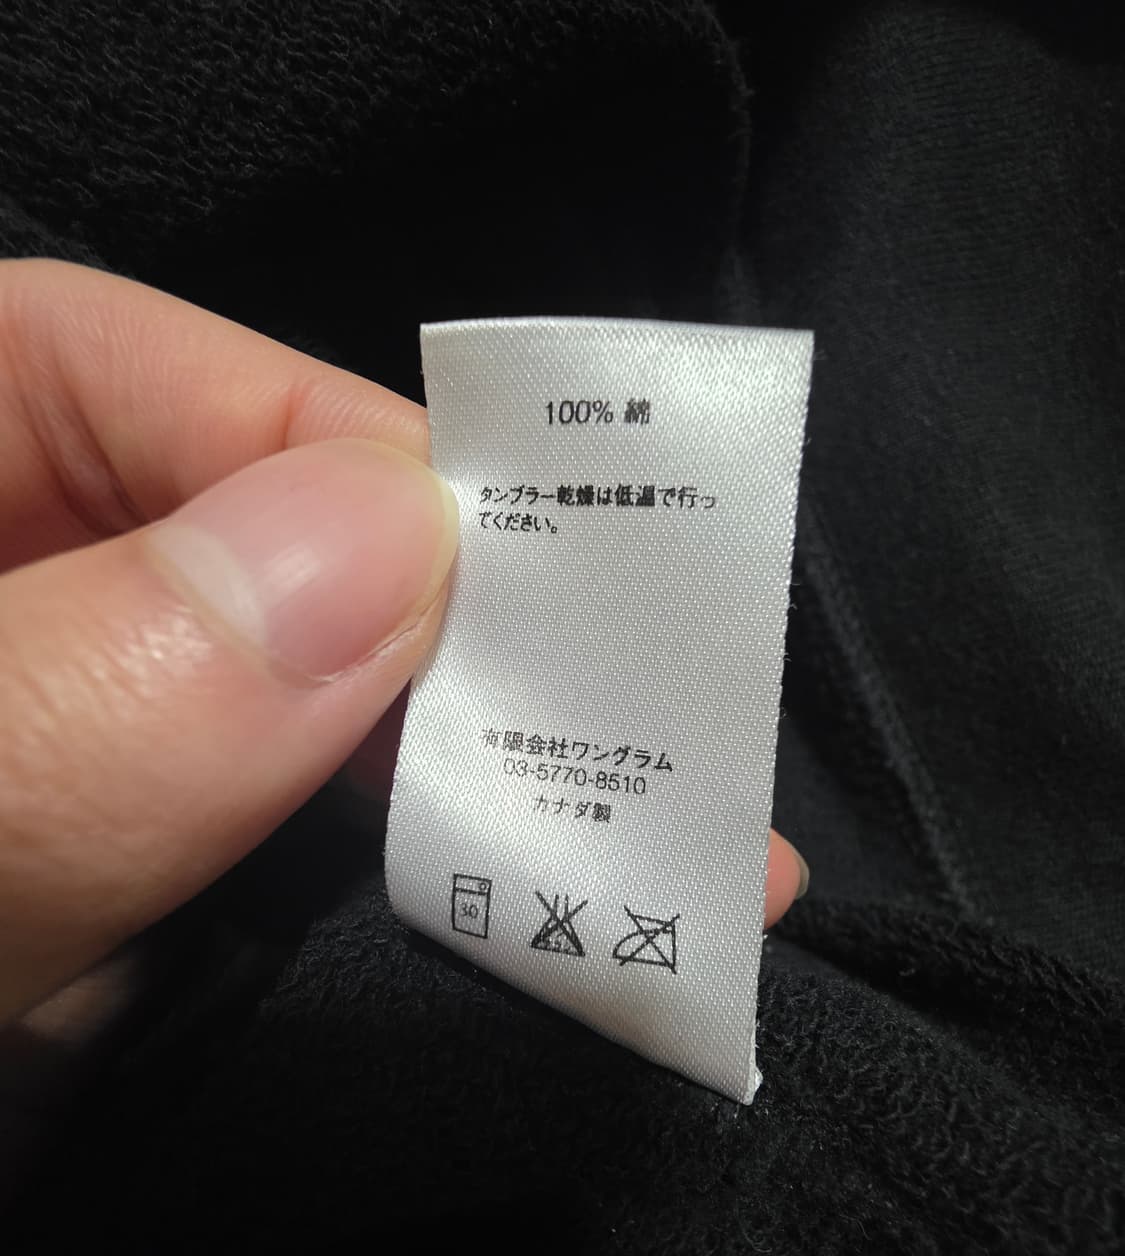 100% 綿
タンブラー乾燥は低温で行っ
てください。
有限会社ワングラム
03-5770-8510
カナダ製
30